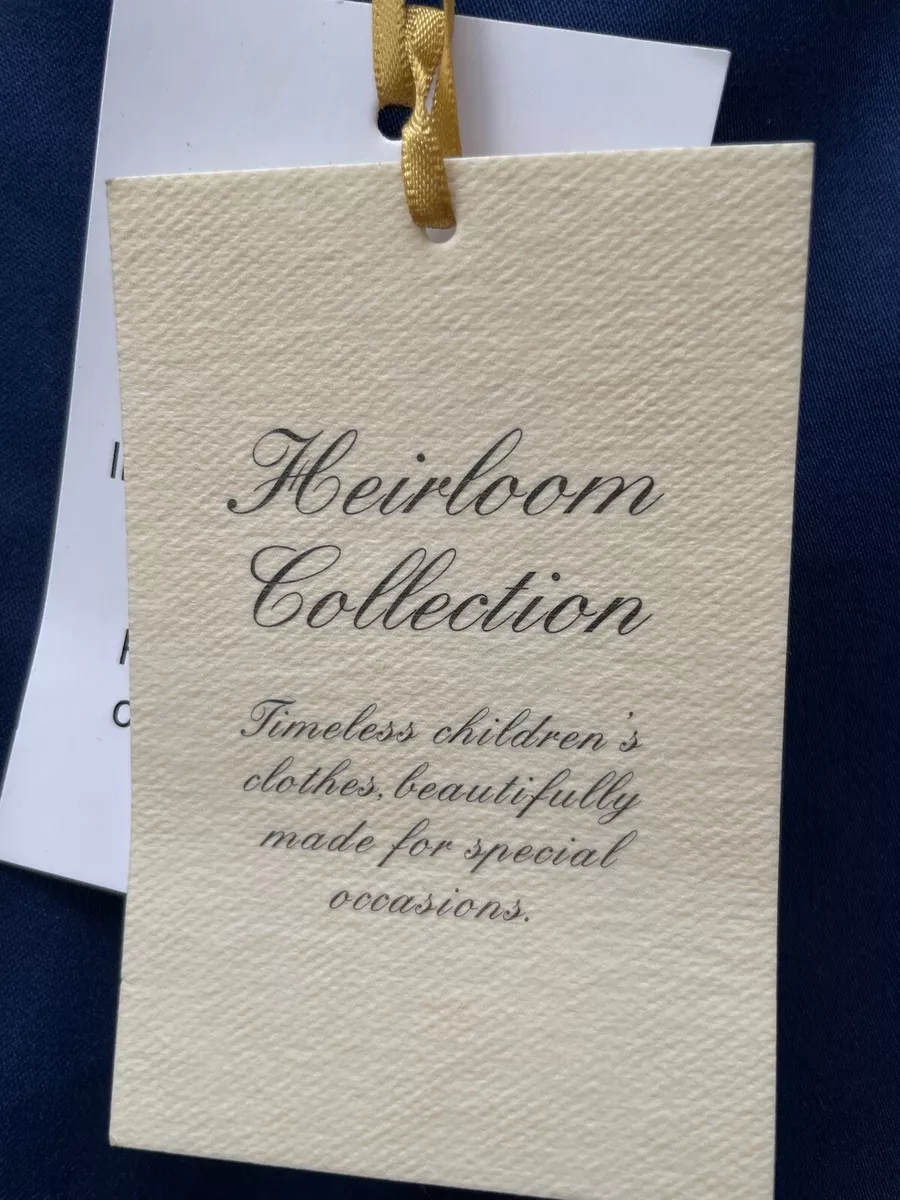 Heirloom
Collection
Timeless children's
clothes, beautifully
made for special
occasions.